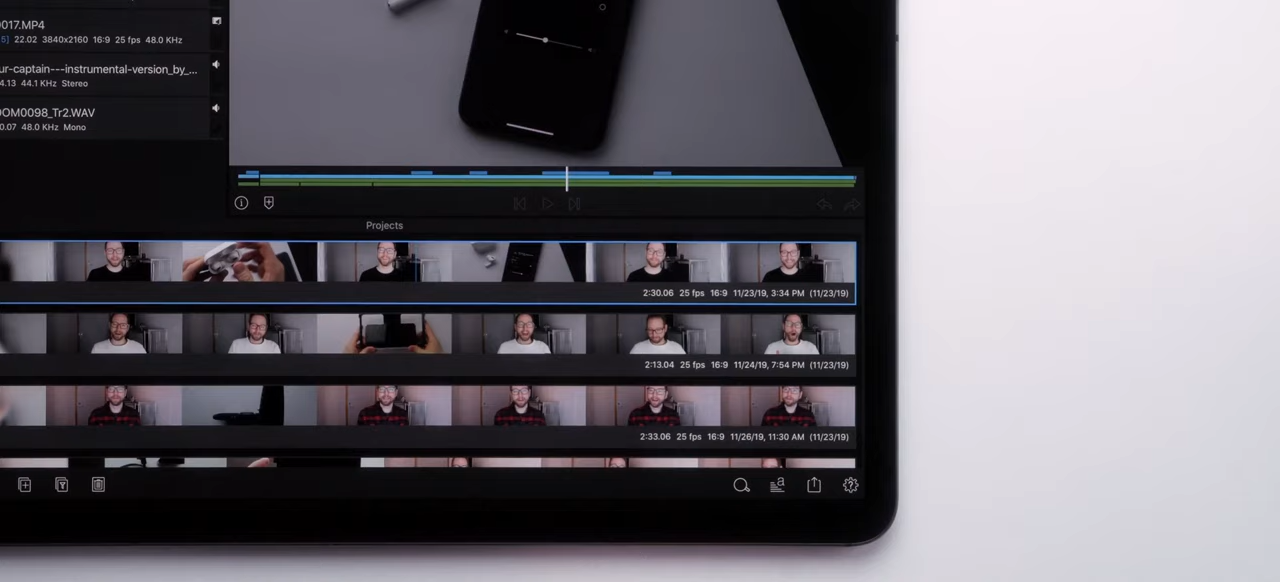 017.MP4
5] 22.02 3840x2160 16:9 25 fps 48.0 KHz
ur-captain---instrumental-version_by_...
4.13 44.1 KHz Stereo
OOM0098_Tr2.WAV
0.07 48.0 KHz Mono
Projects
2:30.06 25 fps 16:9 11/23/19, 3:34 PM (11/23/19)
2:13.04 25 fps 16:9 11/24/19, 7:54 PM (11/23/19)
2:33.06 25 fps 16:9 11/26/19, 11:30 AM (11/23/19)